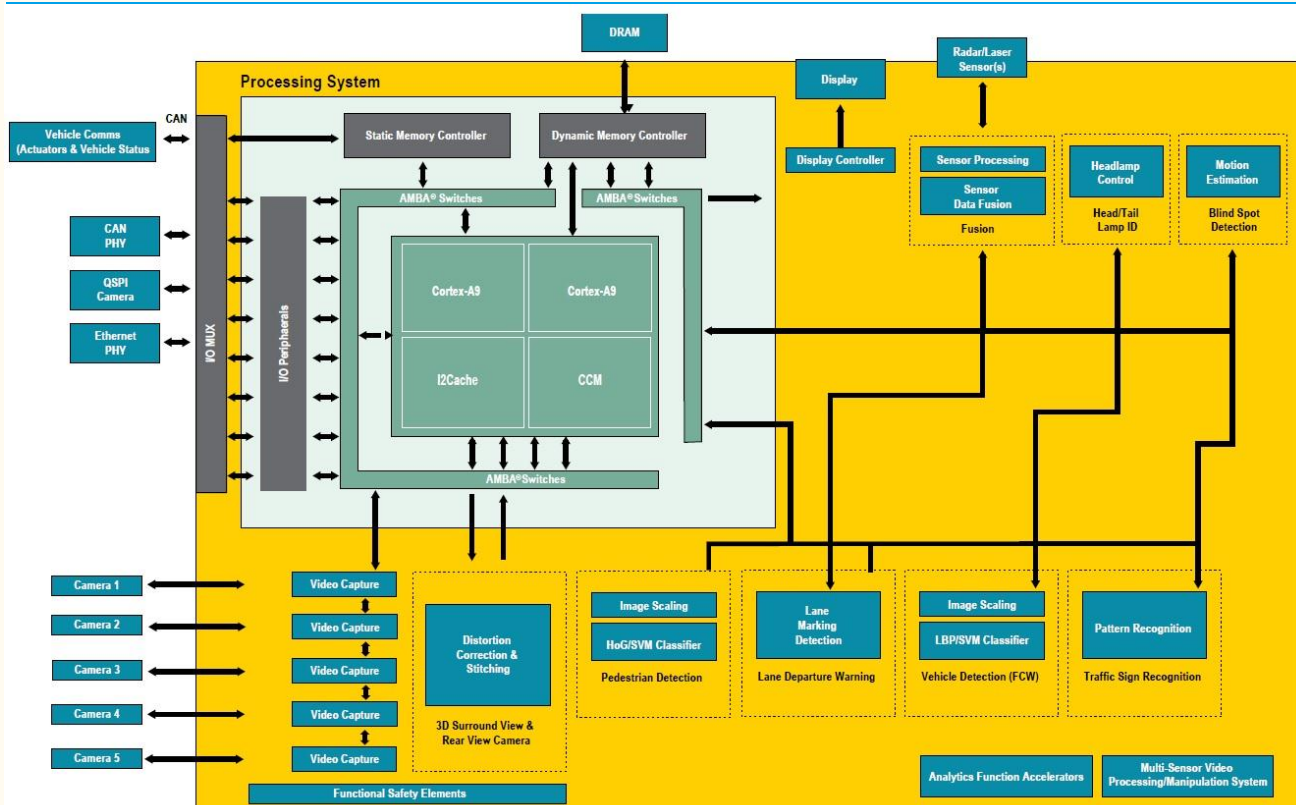 DRAM
Radar/Laser
Sensor(s)
Processing System
Display
CAN
Vehicle Comms
(Actuators & Vehicle Status
Static Memory Controller
Dynamic Memory Controller
Display Controller
Sensor Processing
Sensor
Data Fusion
Fusion
Headlamp
Control
Head/Tail
Lamp ID
Motion
Estimation
Blind Spot
Detection
AMBA® Switches
AMBA® Switches
CAN
PHY
QSPI
Camera
Ethernet
PHY
I/O MUX
I/O Periphaerals
Cortex-A9
Cortex-A9
I2Cache
CCM
AMBA®Switches
Camera 1
Camera 2
Camera 3
Camera 4
Camera 5
Video Capture
Video Capture
Video Capture
Video Capture
Video Capture
Distortion
Correction &
Stitching
3D Surround View &
Rear View Camera
Image Scaling
HoG/SVM Classifier
Pedestrian Detection
Lane
Marking
Detection
Lane Departure Warning
Image Scaling
LBP/SVM Classifier
Vehicle Detection (FCW)
Pattern Recognition
Traffic Sign Recognition
Functional Safety Elements
Analytics Function Accelerators
Multi-Sensor Video
Processing/Manipulation System